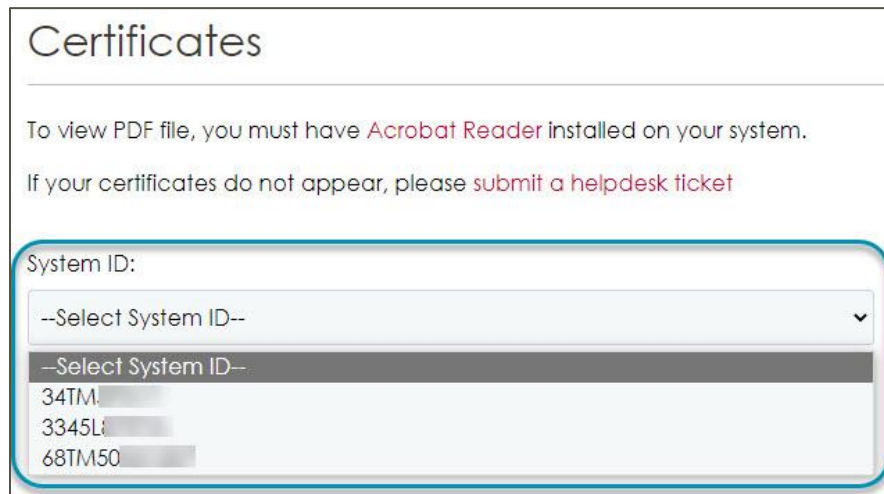 Certificates
To view PDF file, you must have Acrobat Reader installed on your system.
If your certificates do not appear, please submit a helpdesk ticket
System ID:
--Select System ID--
--Select System ID--
34TM
3345L
68TM50